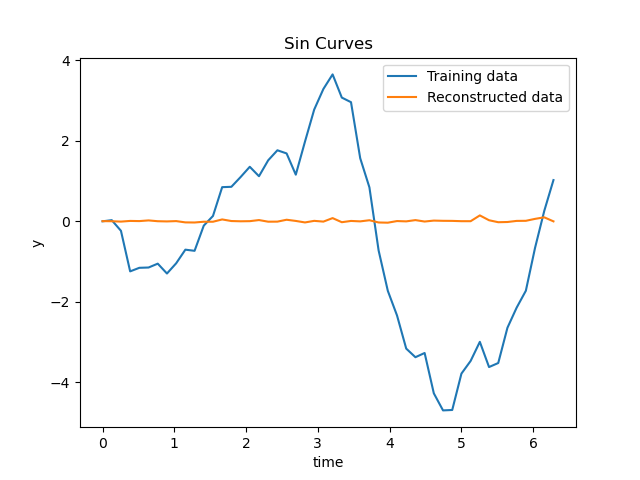 Sin Curves
Training data
Reconstructed data
4
2
0
−2
−4
y
0 1 2 3 4 5 6
time